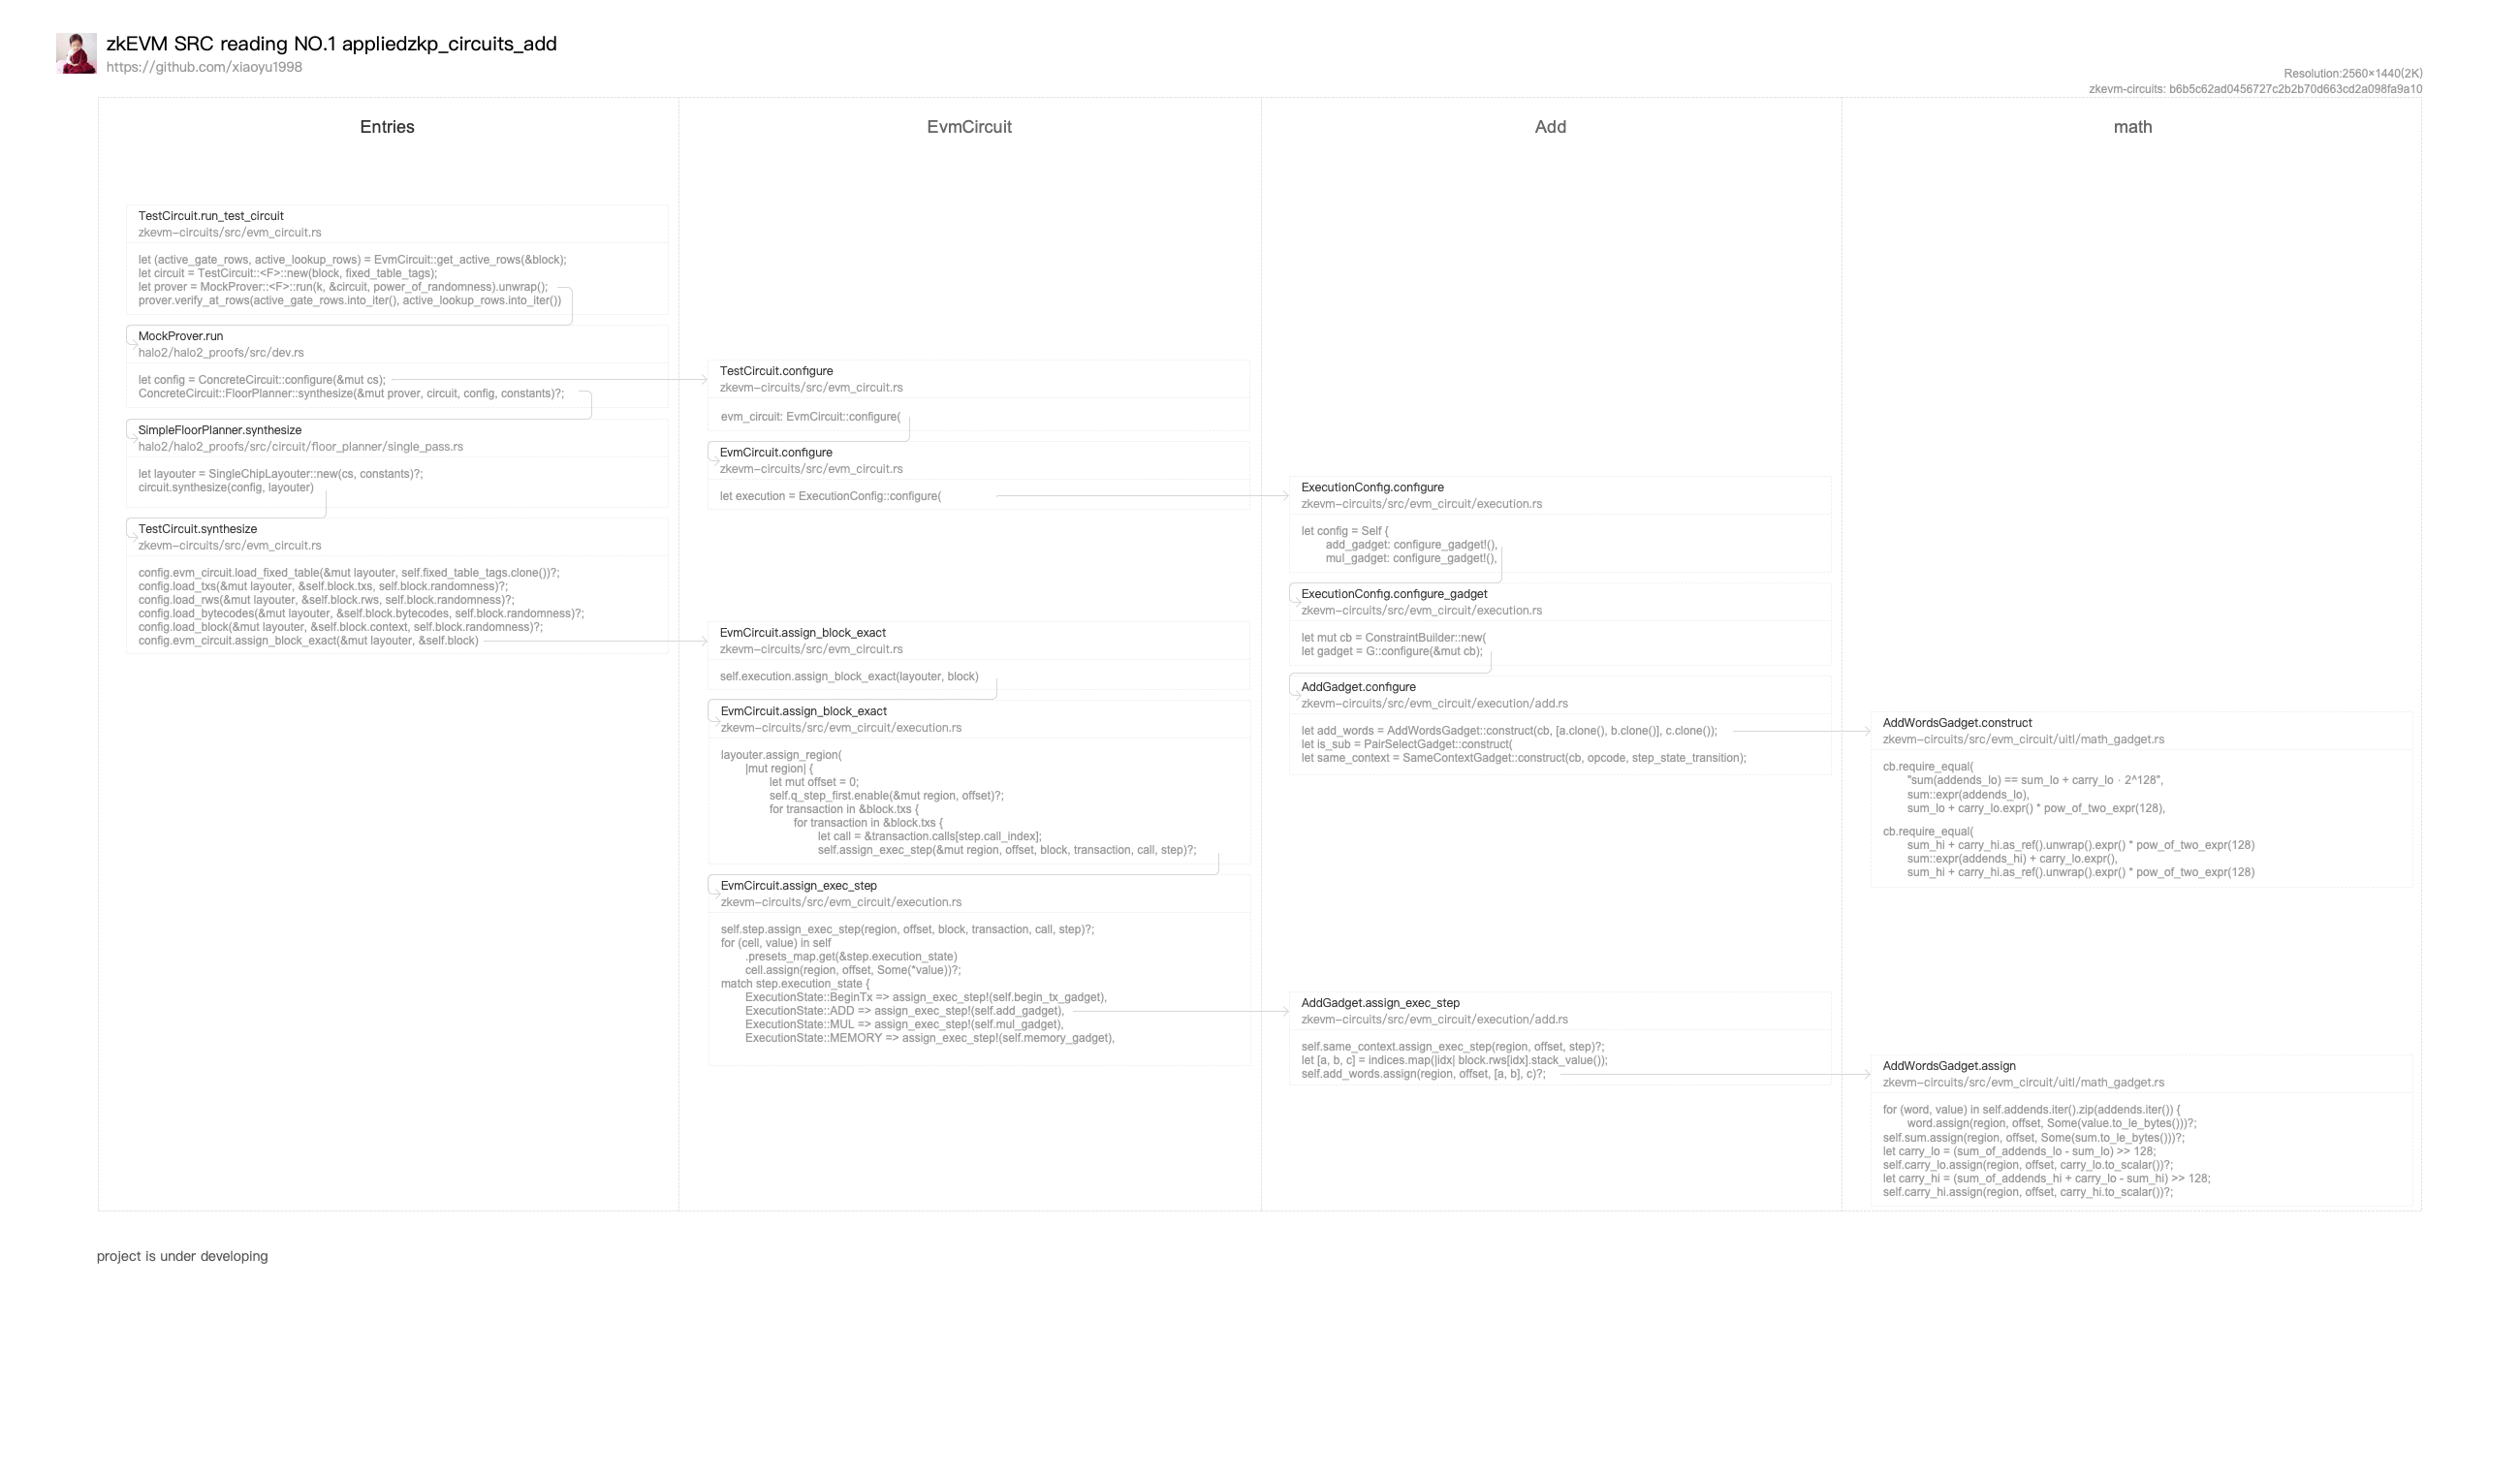 zkEVM SRC reading NO.1 appliedzkp_circuits_add
https://github.com/xiaoyu1998
Resolution:2560×1440(2K)
zkevm-circuits: b6b5c62ad0456727c2b2b70d663cd2a098fa9a10
Entries
TestCircuit.run_test_circuit
zkevm-circuits/src/evm_circuit.rs
let (active_gate_rows, active_lookup_rows) = EvmCircuit::get_active_rows(&block);
let circuit = TestCircuit::<F>::new(block, fixed_table_tags);
let prover = MockProver::<F>::run(k, &circuit, power_of_randomness).unwrap();
prover.verify_at_rows(active_gate_rows.into_iter(), active_lookup_rows.into_iter())
MockProver.run
halo2/halo2_proofs/src/dev.rs
let config = ConcreteCircuit::configure(&mut cs);
ConcreteCircuit::FloorPlanner::synthesize(&mut prover, circuit, config, constants)?;
SimpleFloorPlanner.synthesize
halo2/halo2_proofs/src/circuit/floor_planner/single_pass.rs
let layouter = SingleChipLayouter::new(cs, constants)?;
circuit.synthesize(config, layouter)
TestCircuit.synthesize
zkevm-circuits/src/evm_circuit.rs
config.evm_circuit.load_fixed_table(&mut layouter, self.fixed_table_tags.clone())?;
config.load_txs(&mut layouter, &self.block.txs, self.block.randomness)?;
config.load_rws(&mut layouter, &self.block.rws, self.block.randomness)?;
config.load_bytecodes(&mut layouter, &self.block.bytecodes, self.block.randomness)?;
config.load_block(&mut layouter, &self.block.context, self.block.randomness)?;
config.evm_circuit.assign_block_exact(&mut layouter, &self.block)
EvmCircuit
TestCircuit.configure
zkevm-circuits/src/evm_circuit.rs
evm_circuit: EvmCircuit::configure(
EvmCircuit.configure
zkevm-circuits/src/evm_circuit.rs
let execution = ExecutionConfig::configure(
EvmCircuit.assign_block_exact
zkevm-circuits/src/evm_circuit.rs
self.execution.assign_block_exact(layouter, block)
EvmCircuit.assign_block_exact
zkevm-circuits/src/evm_circuit/execution.rs
layouter.assign_region(
|mut region| {
let mut offset = 0;
self.q_step_first.enable(&mut region, offset)?;
for transaction in &block.txs {
for transaction in &block.txs {
let call = &transaction.calls[step.call_index];
self.assign_exec_step(&mut region, offset, block, transaction, call, step)?;
EvmCircuit.assign_exec_step
zkevm-circuits/src/evm_circuit/execution.rs
self.step.assign_exec_step(region, offset, block, transaction, call, step)?;
for (cell, value) in self
.presets_map.get(&step.execution_state)
cell.assign(region, offset, Some(*value))?;
match step.execution_state {
ExecutionState::BeginTx => assign_exec_step!(self.begin_tx_gadget),
ExecutionState::ADD => assign_exec_step!(self.add_gadget),
ExecutionState::MUL => assign_exec_step!(self.mul_gadget),
ExecutionState::MEMORY => assign_exec_step!(self.memory_gadget),
Add
ExecutionConfig.configure
zkevm-circuits/src/evm_circuit/execution.rs
let config = Self {
add_gadget: configure_gadget!(),
mul_gadget: configure_gadget!(),
ExecutionConfig.configure_gadget
zkevm-circuits/src/evm_circuit/execution.rs
let mut cb = ConstraintBuilder::new(
let gadget = G::configure(&mut cb);
AddGadget.configure
zkevm-circuits/src/evm_circuit/execution/add.rs
let add_words = AddWordsGadget::construct(cb, [a.clone(), b.clone()], c.clone());
let is_sub = PairSelectGadget::construct(
let same_context = SameContextGadget::construct(cb, opcode, step_state_transition);
AddGadget.assign_exec_step
zkevm-circuits/src/evm_circuit/execution/add.rs
self.same_context.assign_exec_step(region, offset, step)?;
let [a, b, c] = indices.map(|idx| block.rws[idx].stack_value());
self.add_words.assign(region, offset, [a, b], c)?;
math
AddWordsGadget.construct
zkevm-circuits/src/evm_circuit/uitl/math_gadget.rs
cb.require_equal(
"sum(addends_lo) == sum_lo + carry_lo ⋅ 2^128",
sum::expr(addends_lo),
sum_lo + carry_lo.expr() * pow_of_two_expr(128),
cb.require_equal(
sum_hi + carry_hi.as_ref().unwrap().expr() * pow_of_two_expr(128)
sum::expr(addends_hi) + carry_lo.expr(),
sum_hi + carry_hi.as_ref().unwrap().expr() * pow_of_two_expr(128)
AddWordsGadget.assign
zkevm-circuits/src/evm_circuit/uitl/math_gadget.rs
for (word, value) in self.addends.iter().zip(addends.iter()) {
word.assign(region, offset, Some(value.to_le_bytes()))?;
self.sum.assign(region, offset, Some(sum.to_le_bytes()))?;
let carry_lo = (sum_of_addends_lo - sum_lo) >> 128;
self.carry_lo.assign(region, offset, carry_lo.to_scalar())?;
let carry_hi = (sum_of_addends_hi + carry_lo - sum_hi) >> 128;
self.carry_hi.assign(region, offset, carry_hi.to_scalar())?;
project is under developing